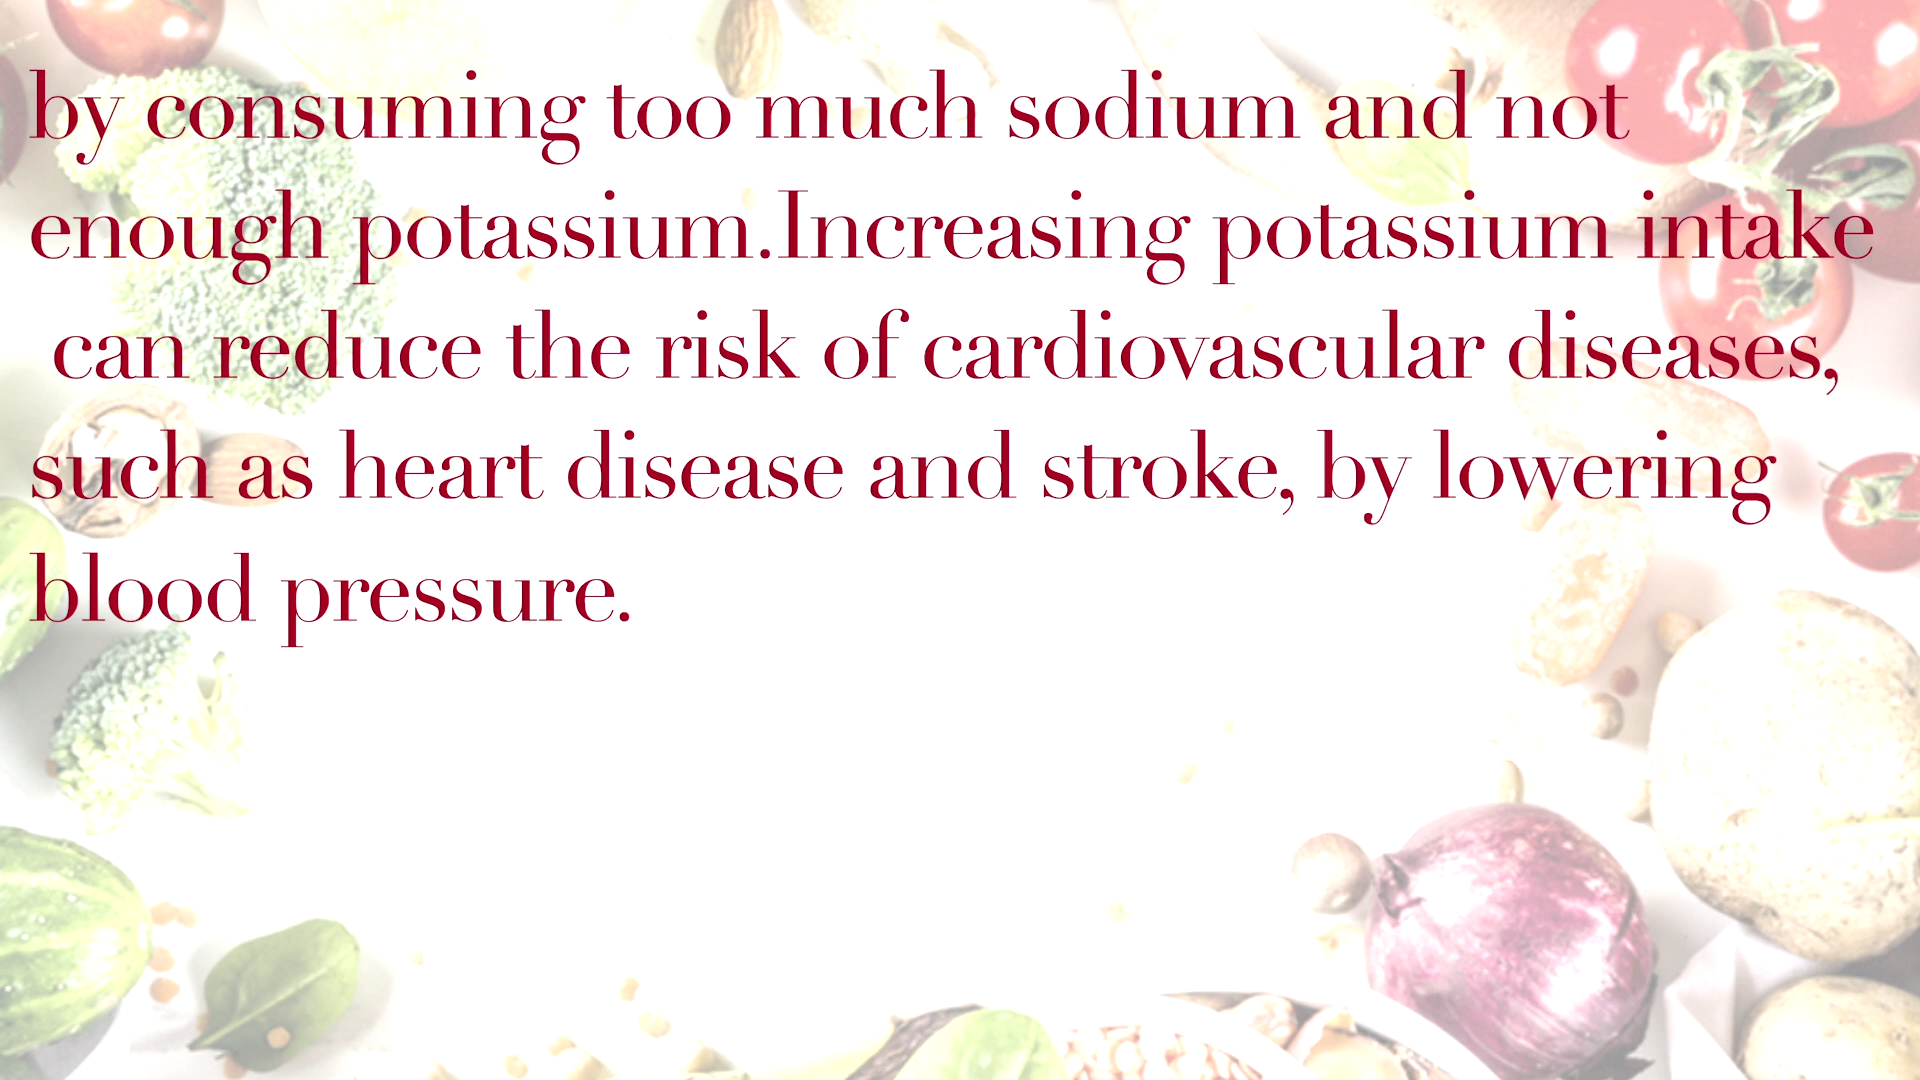 by consuming too much sodium and not
enough potassium.Increasing potassium intake
can reduce the risk of cardiovascular diseases,
such as heart disease and stroke, by lowering
blood pressure.